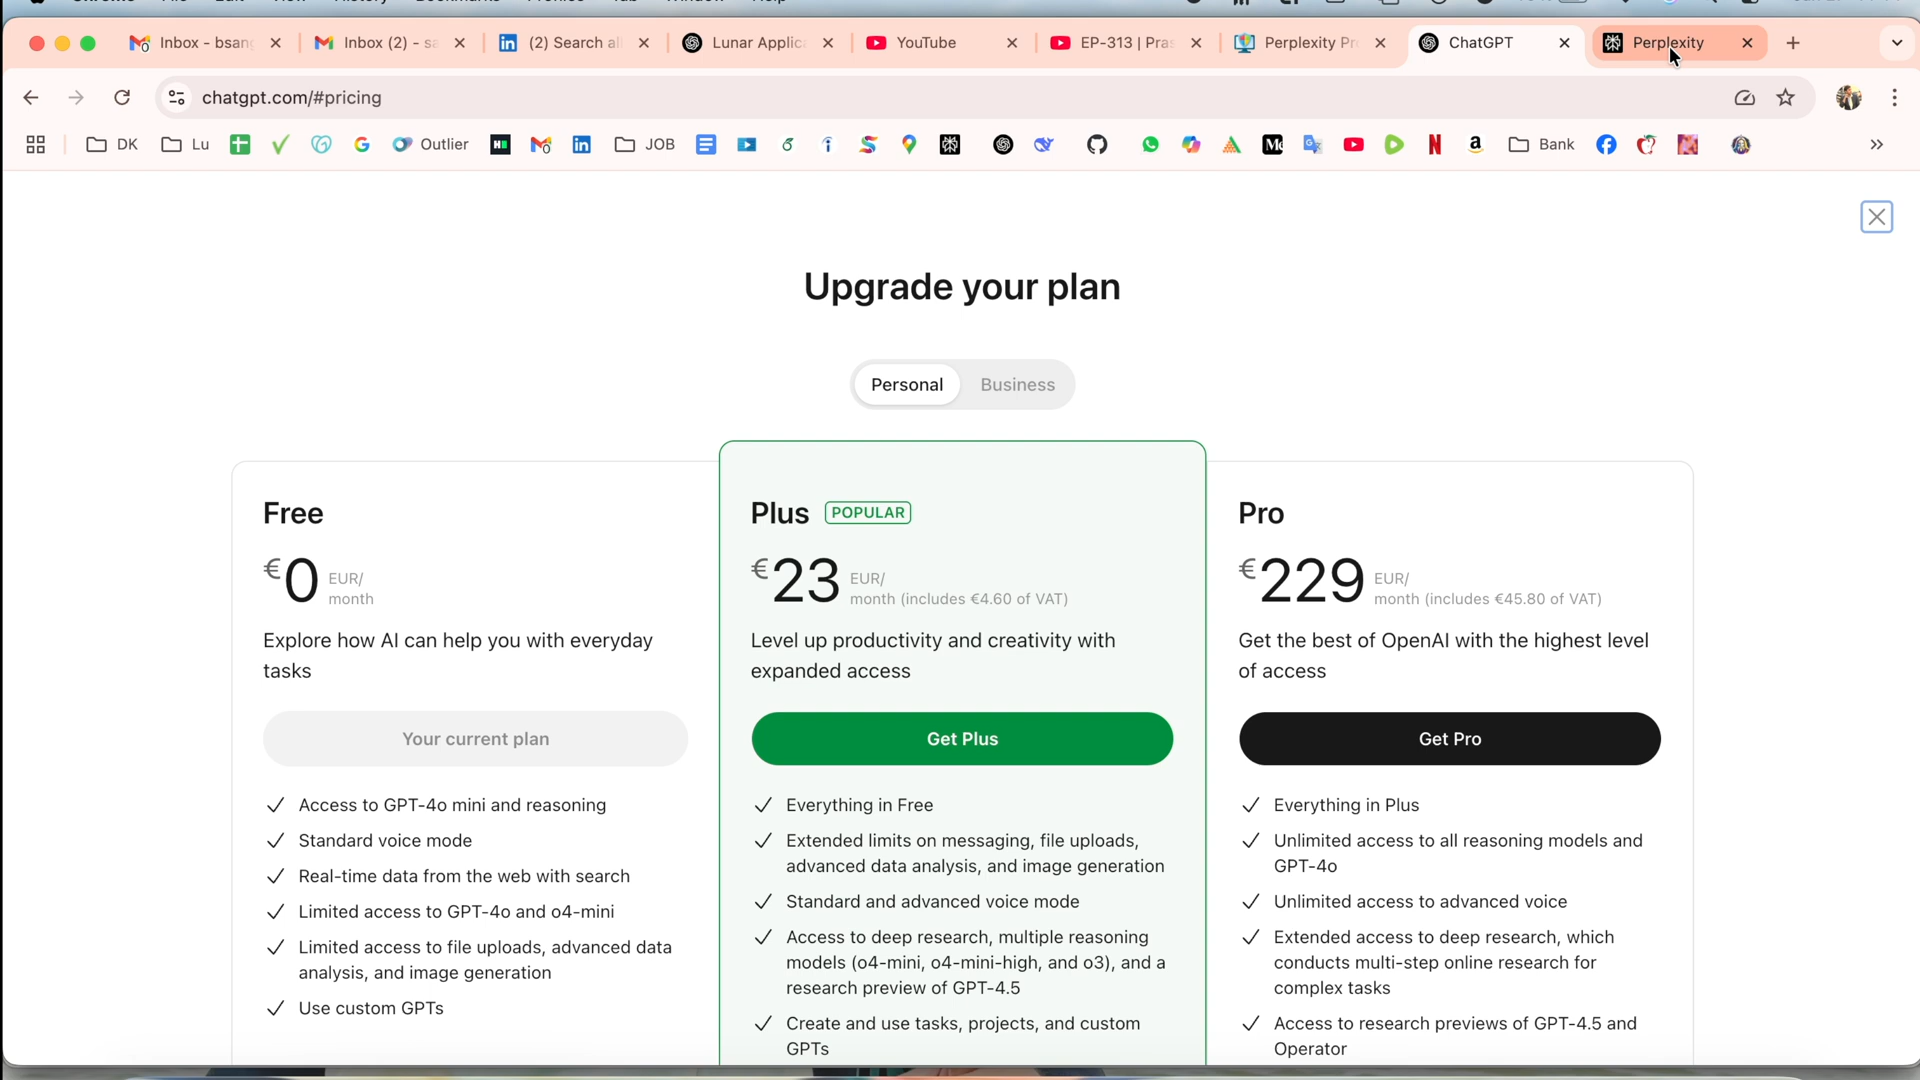 Inbox - bsan
Inbox (2) - sa
(2) Search all
Lunar Applic
YouTube
EP-313 | Pras
Perplexity Pr
ChatGPT
Perplexity
chatgpt.com/#pricing
DK
Lu
Outlier
JOB
Bank
Upgrade your plan
Personal
Business
Free
€0 EUR/
month
Explore how AI can help you with everyday
tasks
Your current plan
Access to GPT-4o mini and reasoning
Standard voice mode
Real-time data from the web with search
Limited access to GPT-4o and o4-mini
Limited access to file uploads, advanced data
analysis, and image generation
Use custom GPTs
Plus POPULAR
€23 EUR/
month (includes €4.60 of VAT)
Level up productivity and creativity with
expanded access
Get Plus
Everything in Free
Extended limits on messaging, file uploads,
advanced data analysis, and image generation
Standard and advanced voice mode
Access to deep research, multiple reasoning
models (o4-mini, o4-mini-high, and o3), and a
research preview of GPT-4.5
Create and use tasks, projects, and custom
GPTs
Pro
€229 EUR/
month (includes €45.80 of VAT)
Get the best of OpenAI with the highest level
of access
Get Pro
Everything in Plus
Unlimited access to all reasoning models and
GPT-4o
Unlimited access to advanced voice
Extended access to deep research, which
conducts multi-step online research for
complex tasks
Access to research previews of GPT-4.5 and
Operator